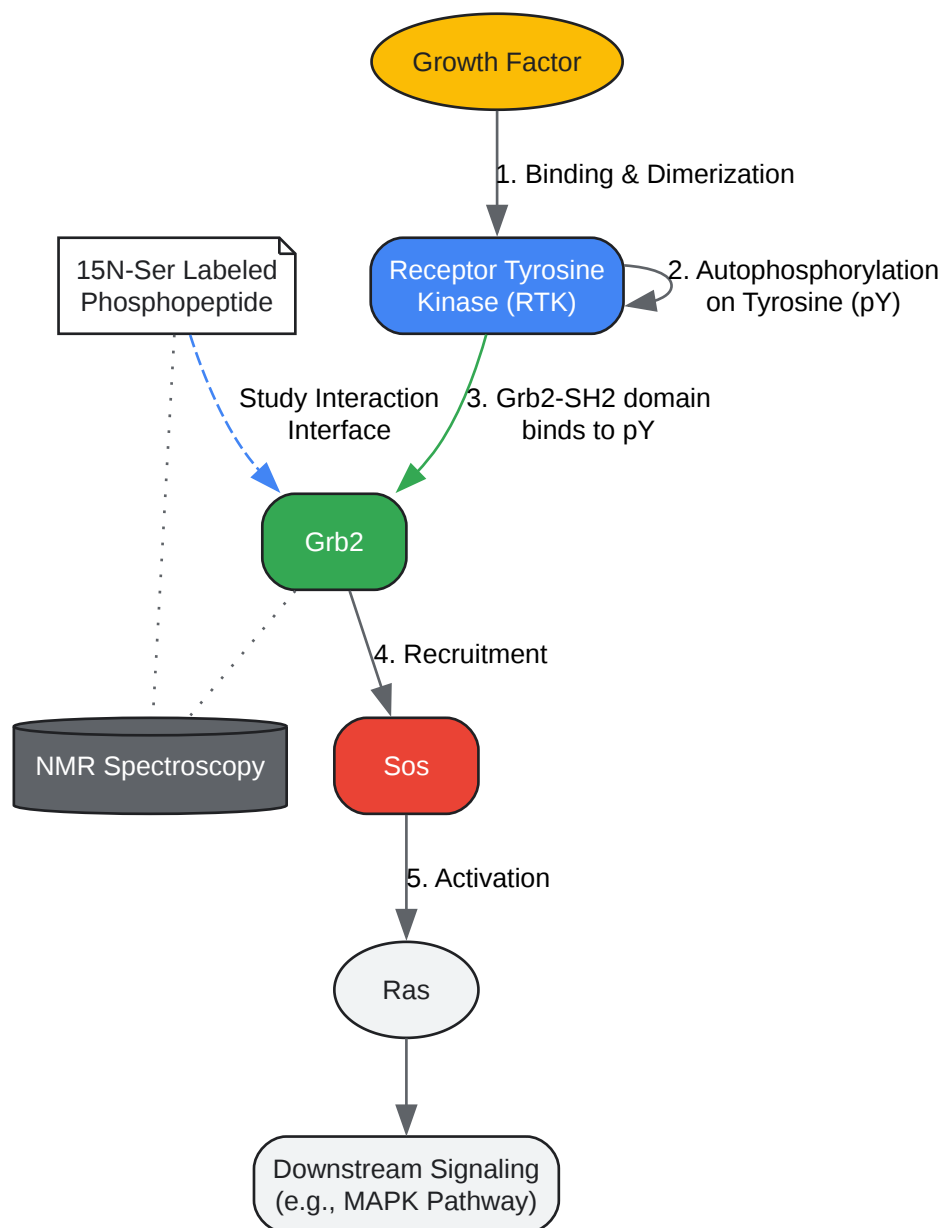 Growth Factor
1. Binding & Dimerization
15N-Ser Labeled
Phosphopeptide
Receptor Tyrosine
Kinase (RTK)
2. Autophosphorylation
on Tyrosine (pY)
Study Interaction
Interface
3. Grb2-SH2 domain
binds to pY
Grb2
4. Recruitment
NMR Spectroscopy
Sos
5. Activation
Ras
Downstream Signaling
(e.g., MAPK Pathway)